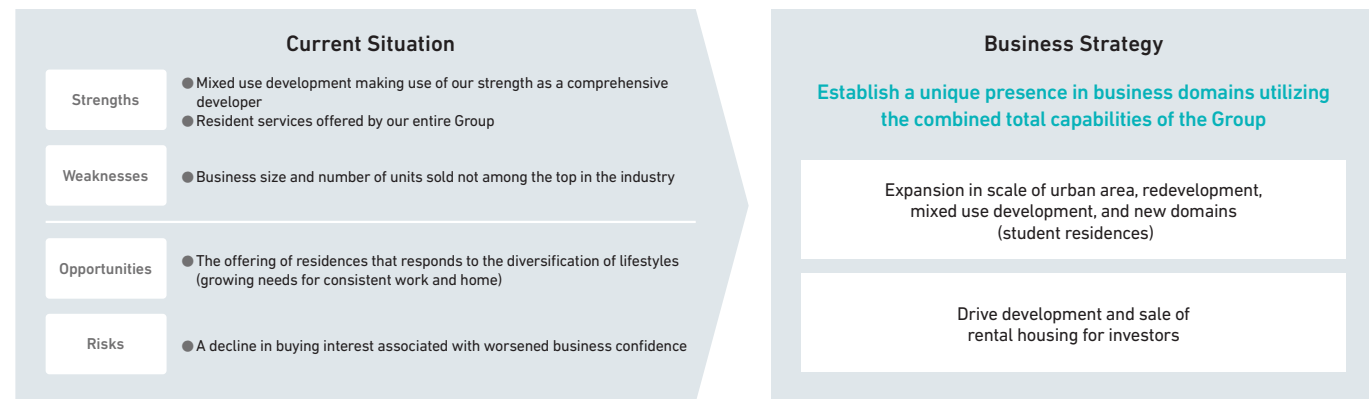 Current Situation
Strengths
● Mixed use development making use of our strength as a comprehensive
developer
● Resident services offered by our entire Group
Weaknesses
● Business size and number of units sold not among the top in the industry
Opportunities
● The offering of residences that responds to the diversification of lifestyles
(growing needs for consistent work and home)
Risks
● A decline in buying interest associated with worsened business confidence
Business Strategy
Establish a unique presence in business domains utilizing
the combined total capabilities of the Group
Expansion in scale of urban area, redevelopment,
mixed use development, and new domains
(student residences)
Drive development and sale of
rental housing for investors